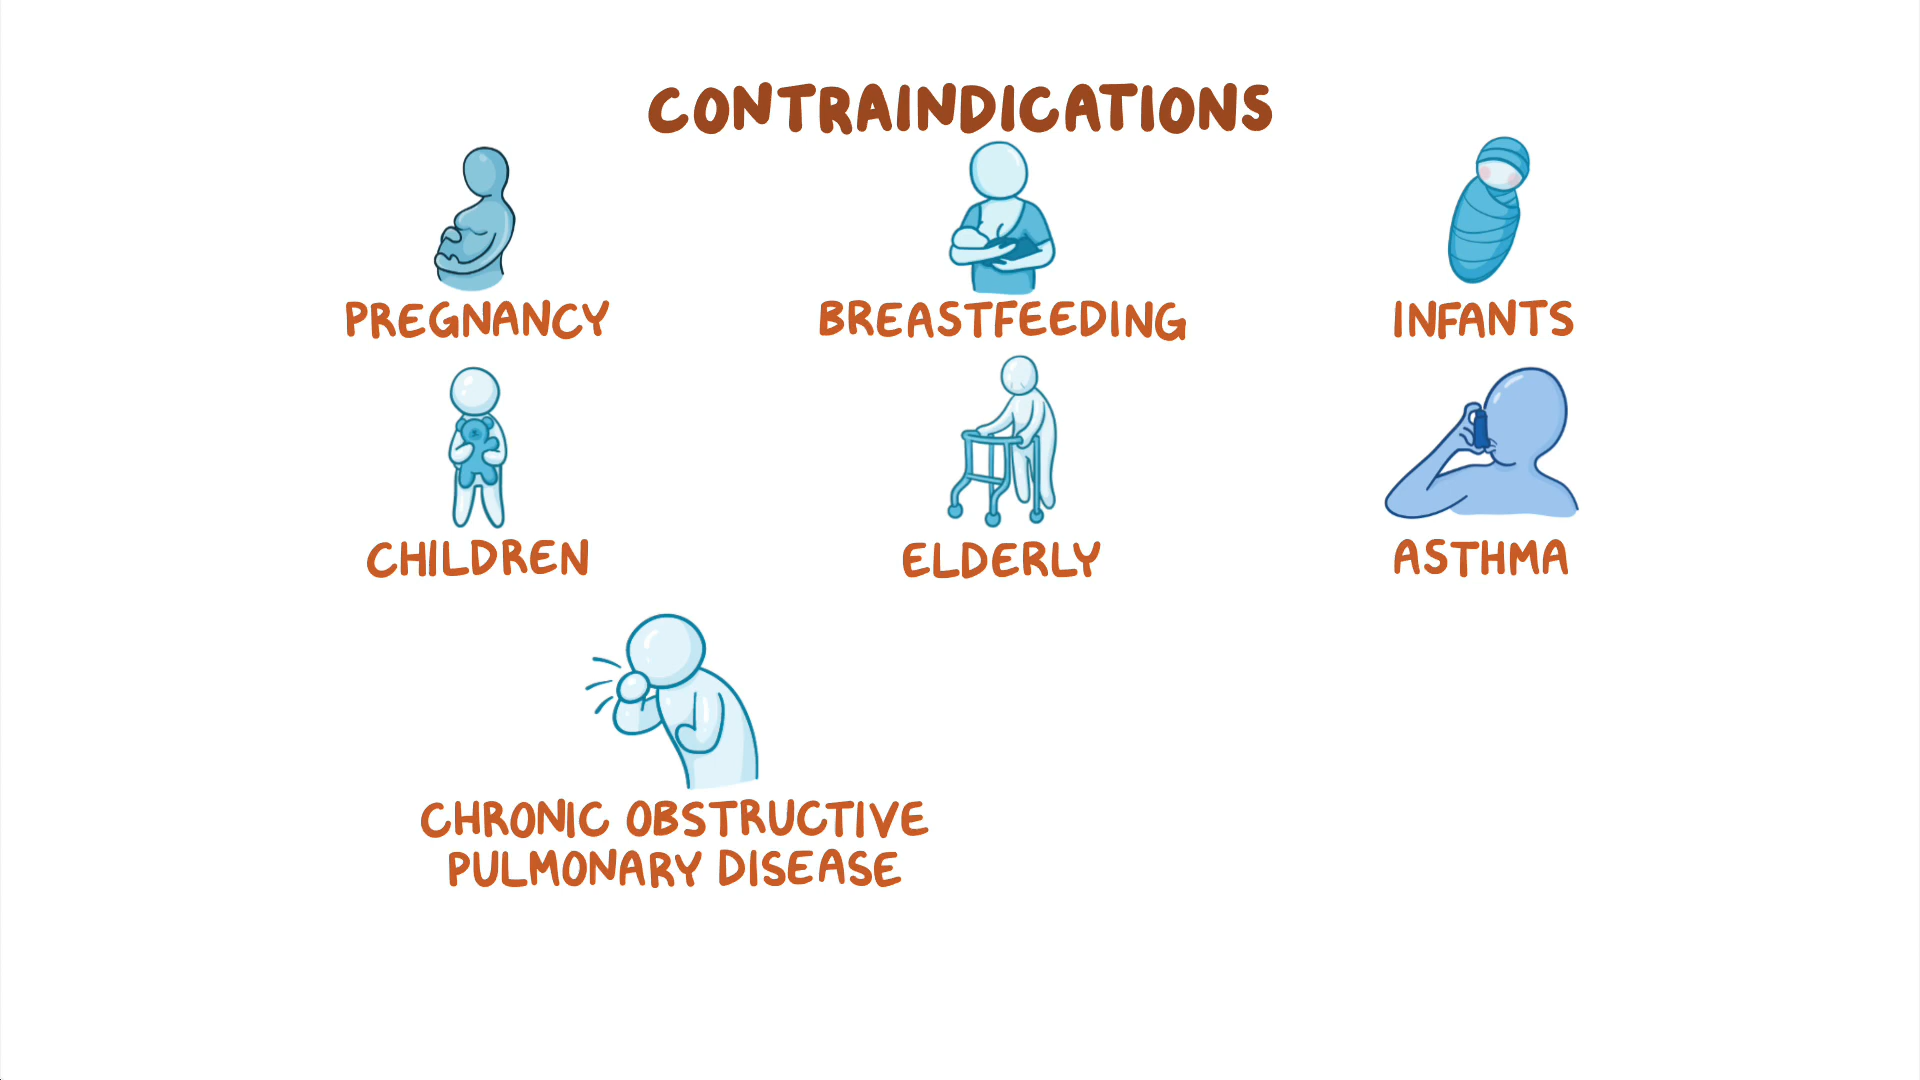 CONTRAINDICATIONS
PREGNANCY
BREASTFEEDING
INFANTS
CHILDREN
ELDERLY
ASTHMA
CHRONIC OBSTRUCTIVE
PULMONARY DISEASE